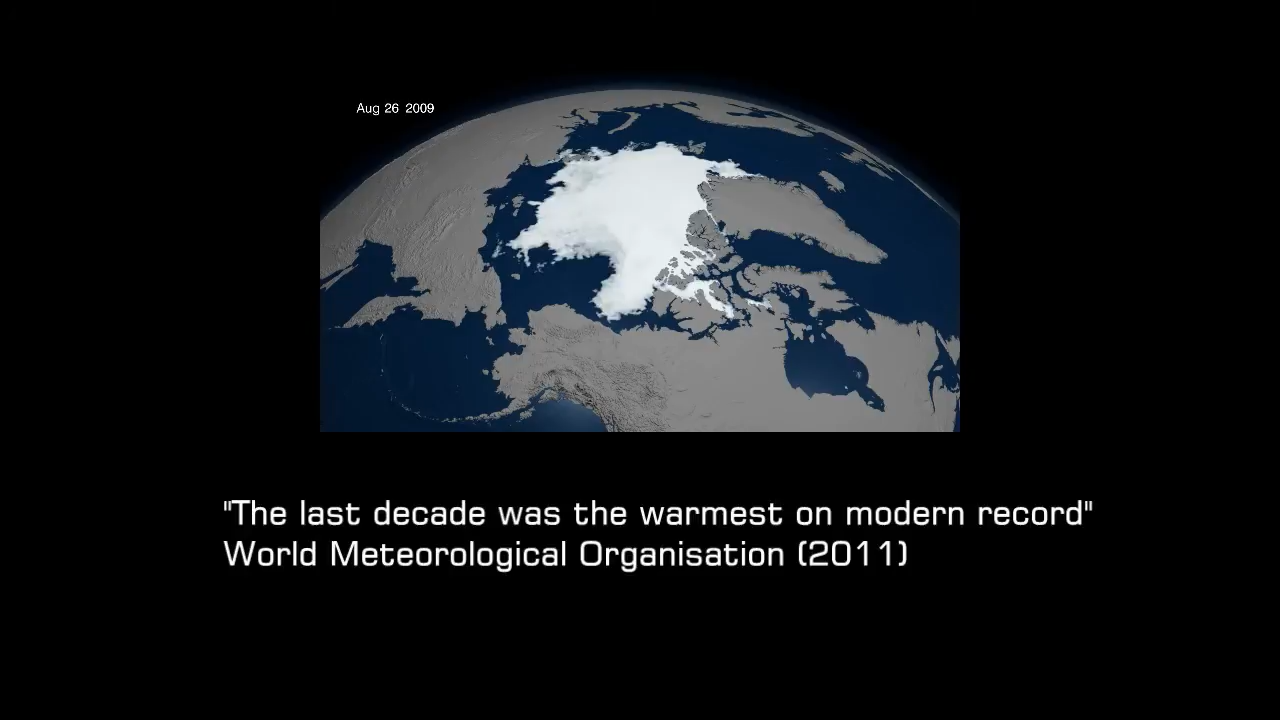 Aug 26 2009
"The last decade was the warmest on modern record"
World Meteorological Organisation (2011)